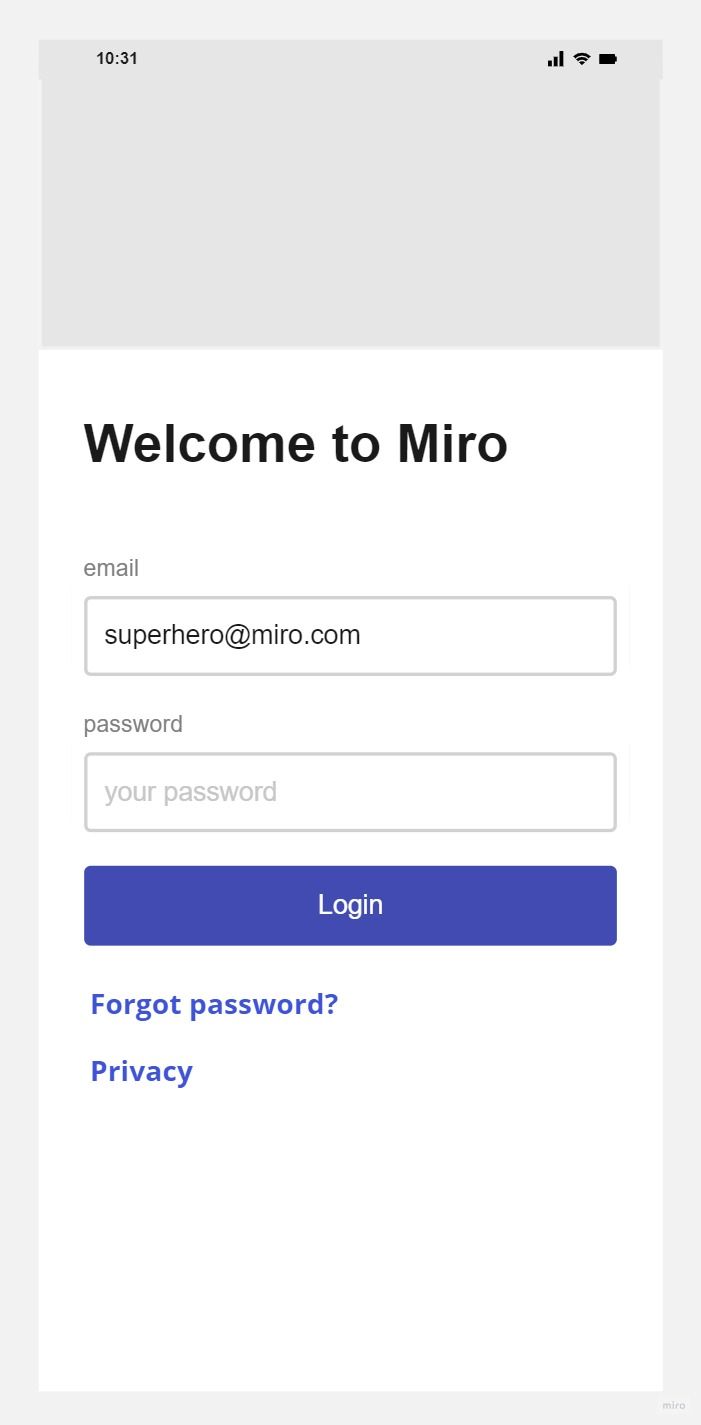 10:31
Welcome to Miro
email
superhero@miro.com
password
your password
Login
Forgot password?
Privacy
miro